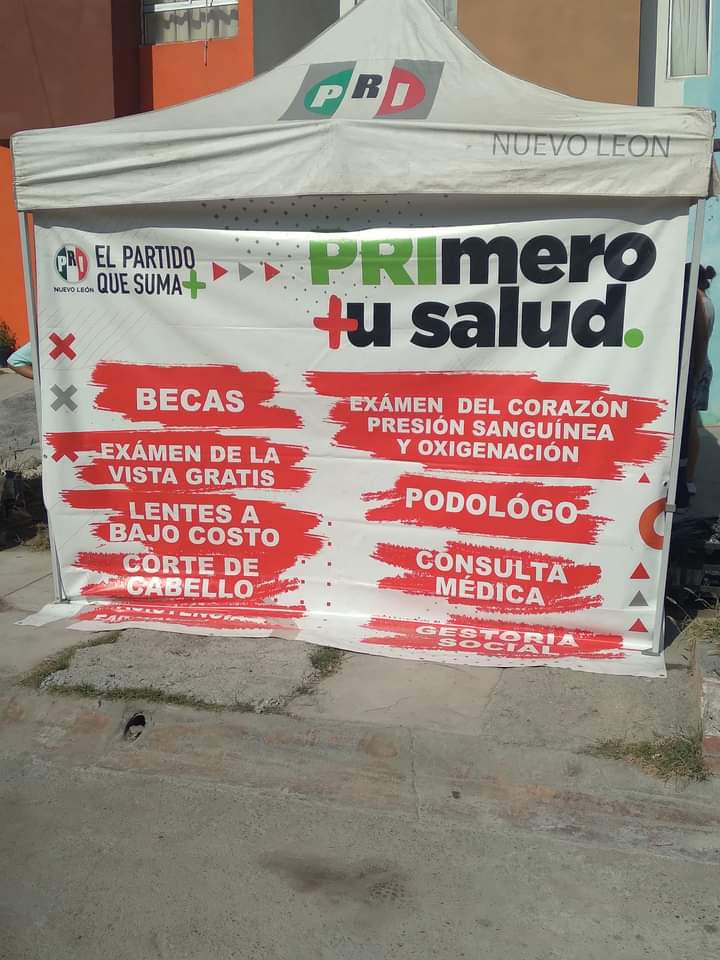 PRI
NUEVO LEON
PRI
NUEVO LEÓN
EL PARTIDO
QUE SUMA+
PRImero
+u salud.
BECAS
EXÁMEN DE LA
VISTA GRATIS
LENTES A
BAJO COSTO
CORTE DE
CABELLO
EXÁMEN DEL CORAZÓN
PRESIÓN SANGUÍNEA
Y OXIGENACIÓN
PODOLÓGO
CONSULTA
MÉDICA
GESTORIA
SOCIAL